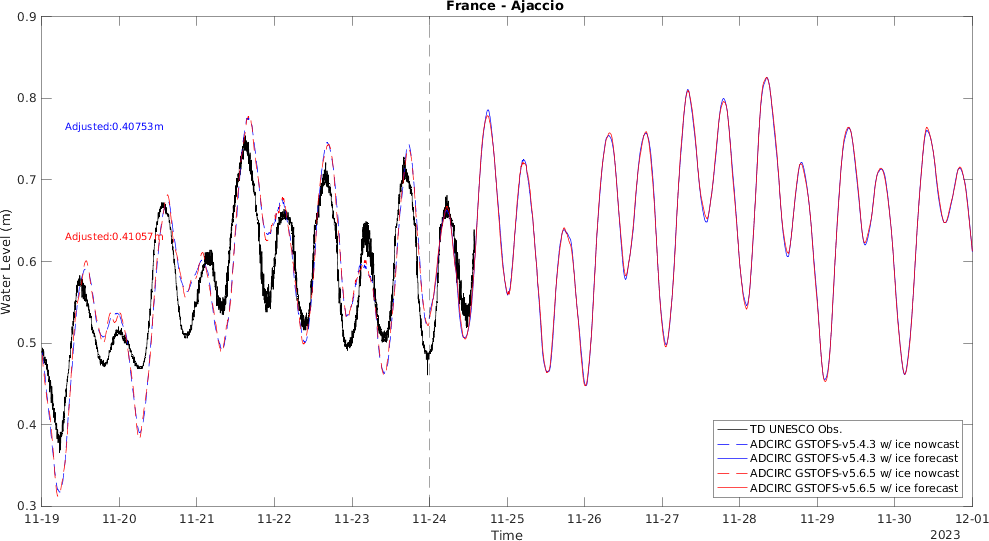 France - Ajaccio
0.9
0.8
0.7
0.6
0.5
0.4
0.3
Water Level (m)
Adjusted:0.40753m
Adjusted:0.41057m
TD UNESCO Obs.
ADCIRC GSTOFS-v5.4.3 w/ ice nowcast
ADCIRC GSTOFS-v5.4.3 w/ ice forecast
ADCIRC GSTOFS-v5.6.5 w/ ice nowcast
ADCIRC GSTOFS-v5.6.5 w/ ice forecast
11-19 11-20 11-21 11-22 11-23 11-24 11-25 11-26 11-27 11-28 11-29 11-30 12-01
Time
2023